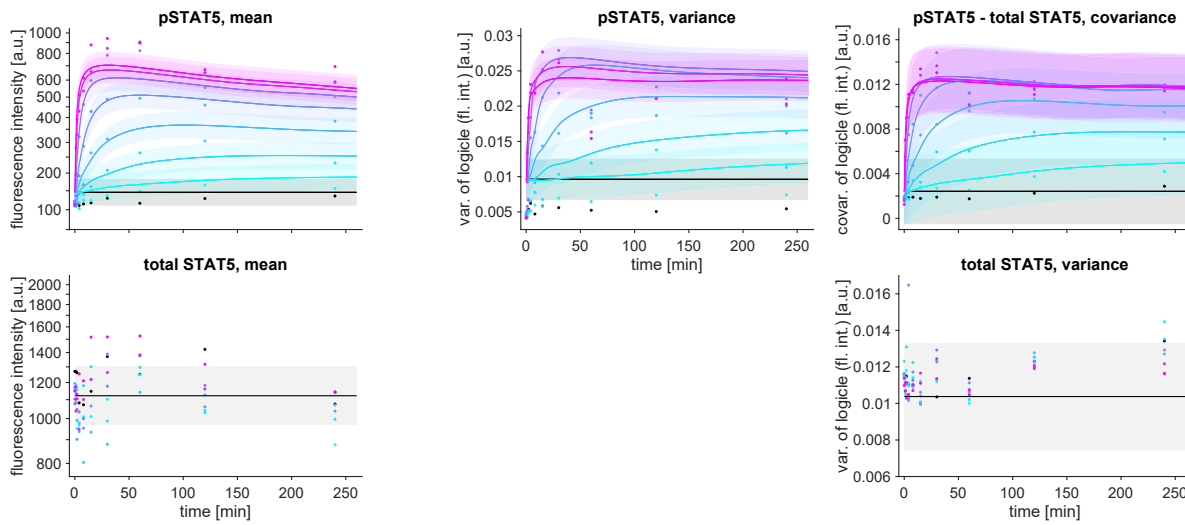 pSTAT5, mean
fluorescence intensity [a.u.]
1000
800
600
500
400
300
200
100
pSTAT5, variance
var. of logicle (fl. int.) [a.u.]
0.03
0.025
0.02
0.015
0.01
0.005
0 50 100 150 200 250
time [min]
pSTAT5 - total STAT5, covariance
covar. of logicle (fl. int.) [a.u.]
0.016
0.012
0.008
0.004
0
total STAT5, mean
fluorescence intensity [a.u.]
2000
1800
1600
1400
1200
1000
800
0 50 100 150 200 250
time [min]
total STAT5, variance
var. of logicle (fl. int.) [a.u.]
0.016
0.014
0.012
0.01
0.008
0.006
0 50 100 150 200 250
time [min]